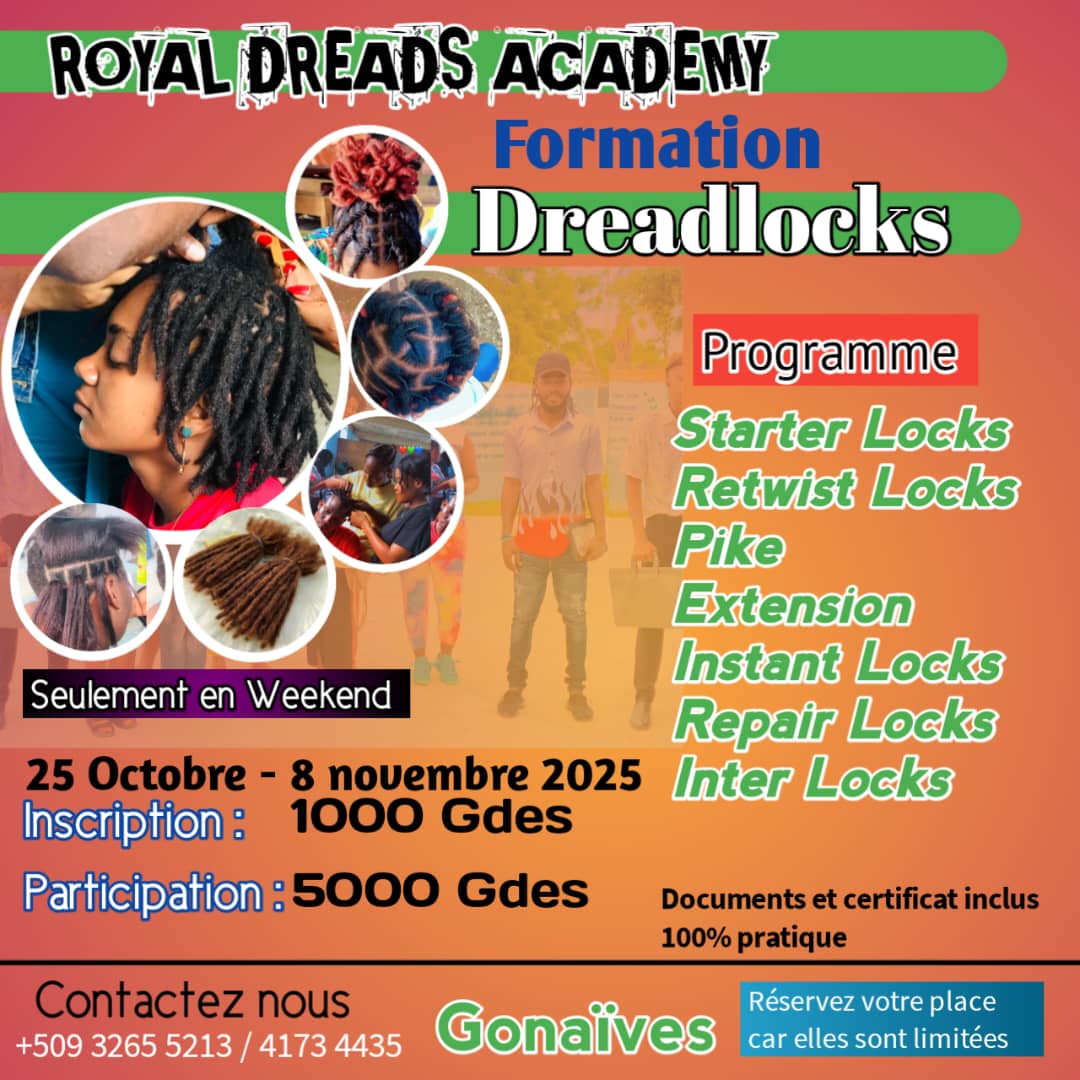 ROYAL DREADS ACADEMY
Formation
Dreadlocks
Programme
Starter Locks
Retwist Locks
Pike
Extension
Instant Locks
Repair Locks
Inter Locks
Seulement en Weekend
25 Octobre - 8 novembre 2025
Inscription : 1000 Gdes
Participation : 5000 Gdes
Documents et certificat inclus
100% pratique
Contactez nous
+509 3265 5213 / 4173 4435
Gonaïves
Réservez votre place
car elles sont limitées